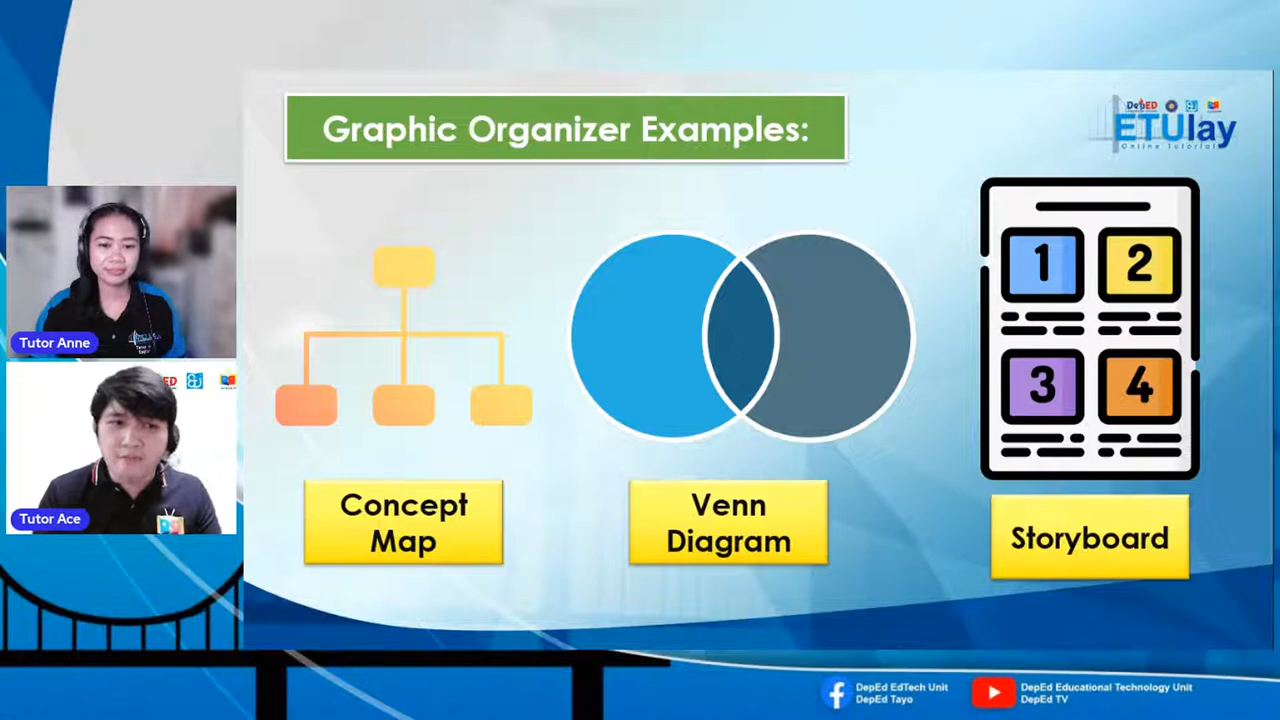 Graphic Organizer Examples:
DepED
ETUlay
Online Tutorial
1
2
3
4
Tutor Anne
Tutor Ace
Concept
Map
Venn
Diagram
Storyboard
DepEd EdTech Unit
DepEd Tayo
DepEd Educational Technology Unit
DepEd TV